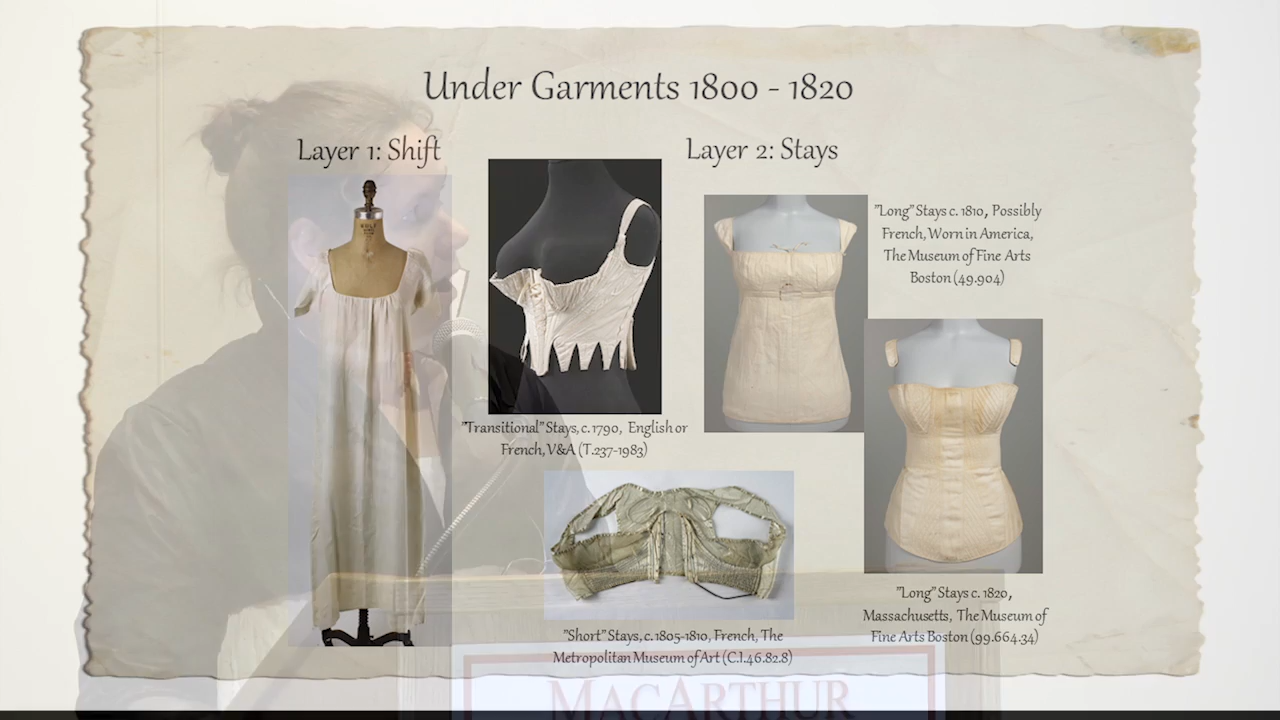 Under Garments 1800 - 1820
Layer 1: Shift
Layer 2: Stays
"Transitional" Stays, c. 1790, English or
French, V&A (T.237-1983)
"Long" Stays c. 1810, Possibly
French, Worn in America,
The Museum of Fine Arts
Boston (49.904)
"Short" Stays, c. 1805-1810, French, The
Metropolitan Museum of Art (C.I.46.82.8)
"Long" Stays c. 1820,
Massachusetts, The Museum of
Fine Arts Boston (99.664.34)
MACARTHUR